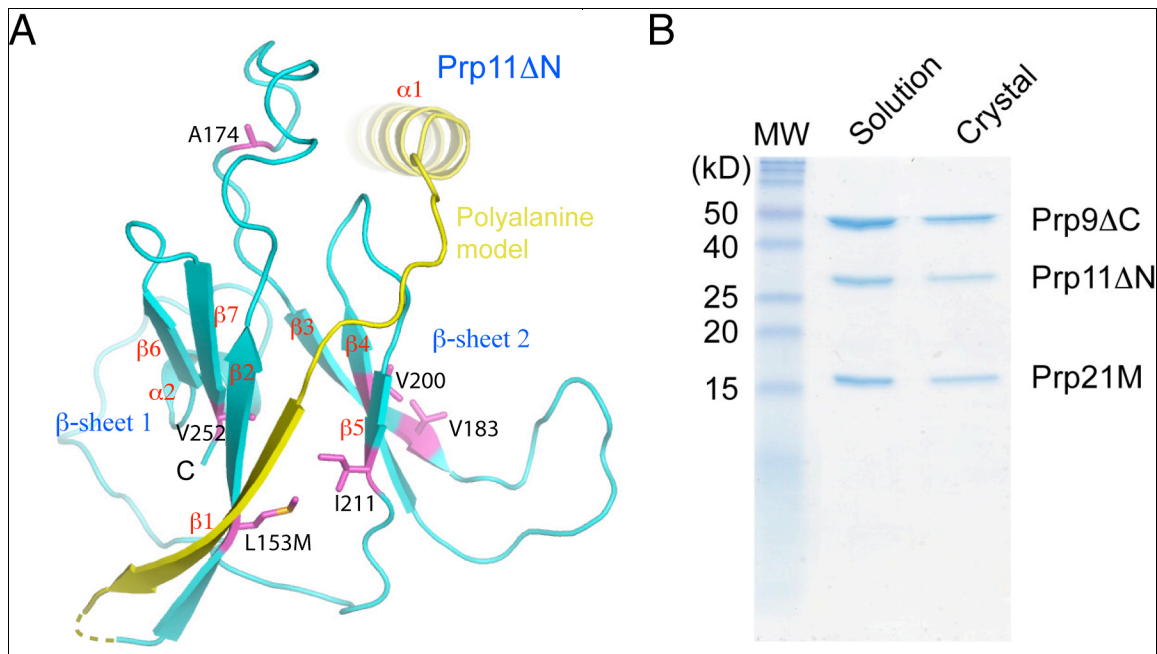 A
Prp11ΔN
α1
A174
Polyalanine
model
β7
β3
β4
β-sheet 2
β6
α2
β2
V200
β-sheet 1
V252
β5
V183
C
I211
β1
L153M
B
Solution
Crystal
MW
(kD)
50
Prp9ΔC
40
Prp11ΔN
25
20
15
Prp21M